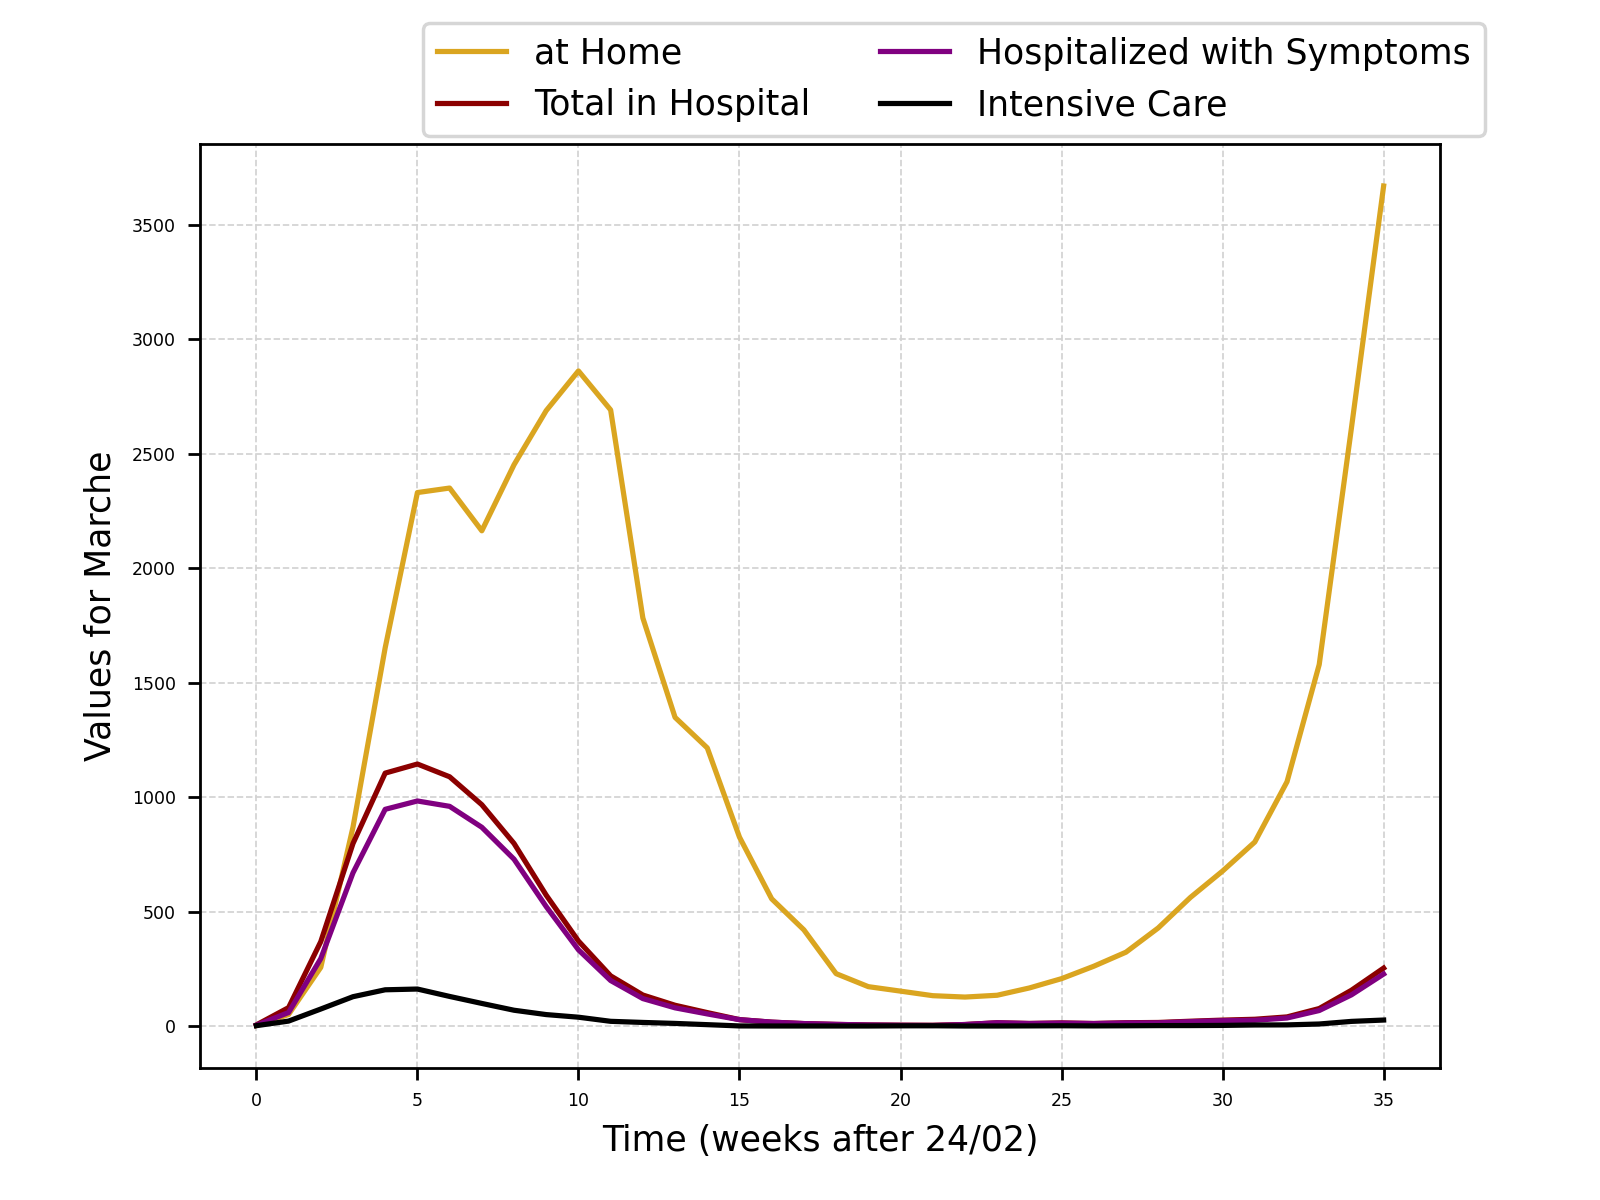 at Home
Total in Hospital
Hospitalized with Symptoms
Intensive Care
Values for Marche
3500
3000
2500
2000
1500
1000
500
0
0 5 10 15 20 25 30 35
Time (weeks after 24/02)